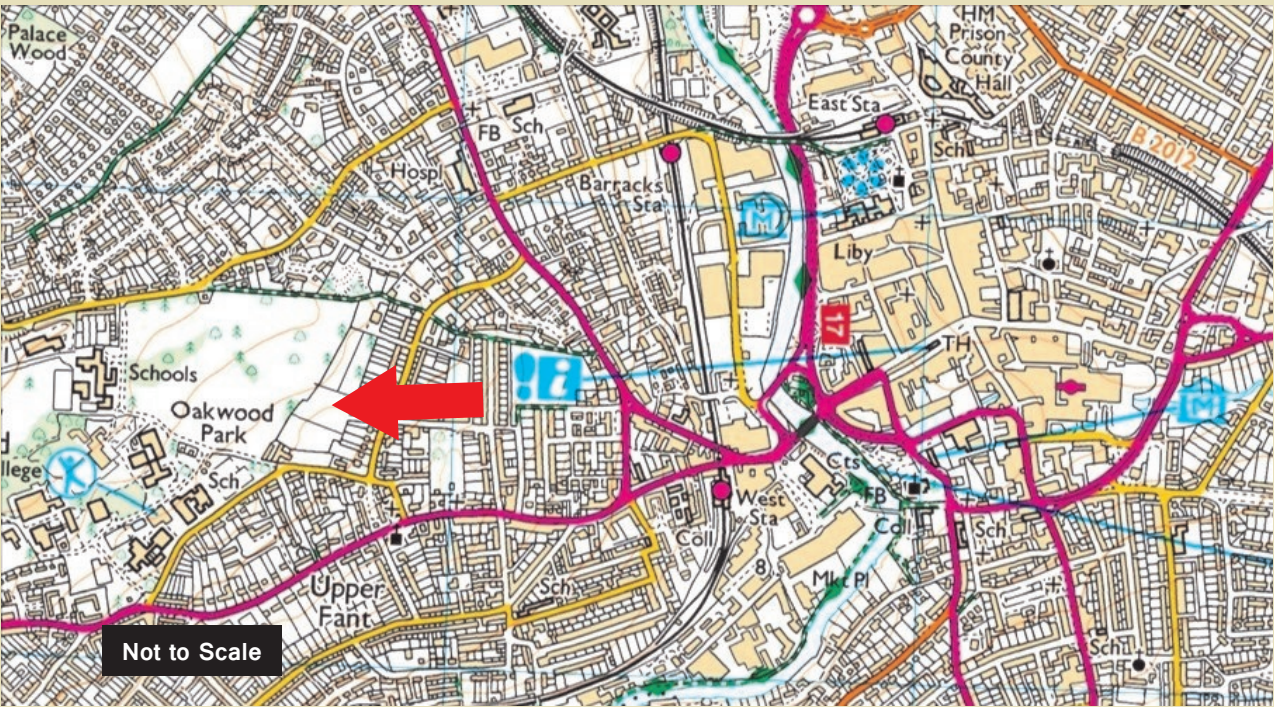 Palace
Wood
HM
Prison
County
Hall
East Sta
FB
Sch
Sch
B 2012
Hospl
Barracks
Sta
M
Liby
17
TH
Schools
! i
M
Oakwood
Park
llege
Sch
Cts
FB
West
Sta
Coll
Sch
8
Mkt Pl
Upper
Fant
Sch
Sch
Not to Scale